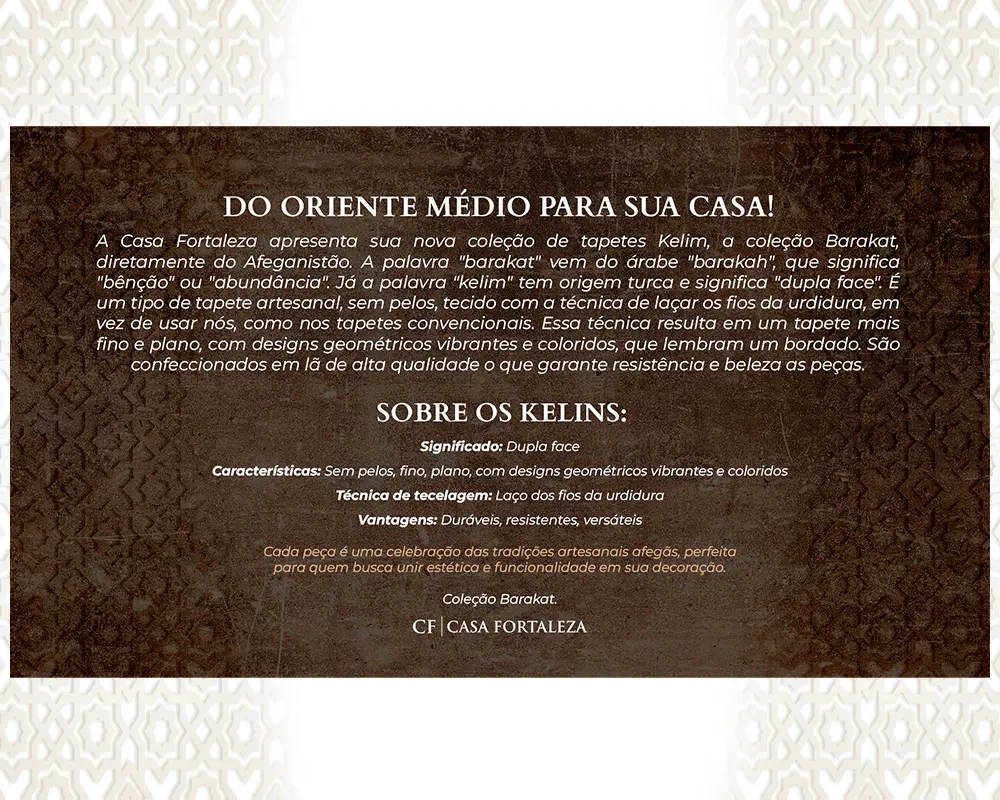 DO ORIENTE MÉDIO PARA SUA CASA!
A Casa Fortaleza apresenta sua nova coleção de tapetes Kelim, a coleção Barakat,
diretamente do Afeganistão. A palavra "barakat" vem do árabe "barakah", que significa
"bênção" ou "abundância". Já a palavra "kelim" tem origem turca e significa "dupla face". É
um tipo de tapete artesanal, sem pelos, tecido com a técnica de laçar os fios da urdidura, em
vez de usar nós, como nos tapetes convencionais. Essa técnica resulta em um tapete mais
fino e plano, com designs geométricos vibrantes e coloridos, que lembram um bordado. São
confeccionados em lã de alta qualidade o que garante resistência e beleza as peças.
SOBRE OS KELINS:
Significado: Dupla face
Características: Sem pelos, fino, plano, com designs geométricos vibrantes e coloridos
Técnica de tecelagem: Laço dos fios da urdidura
Vantagens: Duráveis, resistentes, versáteis
Cada peça é uma celebração das tradições artesanais afegãs, perfeita
para quem busca unir estética e funcionalidade em sua decoração.
Coleção Barakat.
CF | CASA FORTALEZA